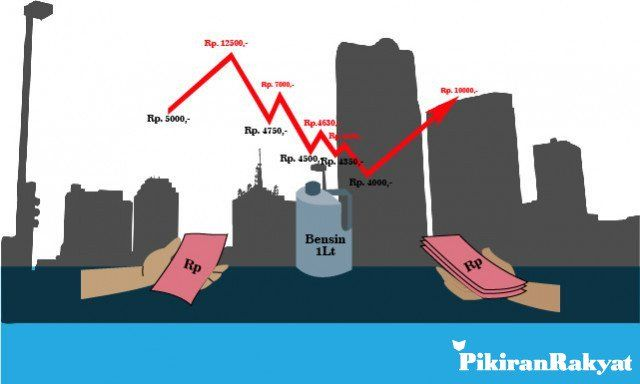 Rp. 12500,-
Rp. 5000,-
Rp. 7000,-
Rp. 4750,-
Rp.4630,-
Rp. 4500,
Rp. 4350,-
Rp. 4000,-
Rp. 10000,-
Bensin
1Lt
Rp
Rp
PikiranRakyat